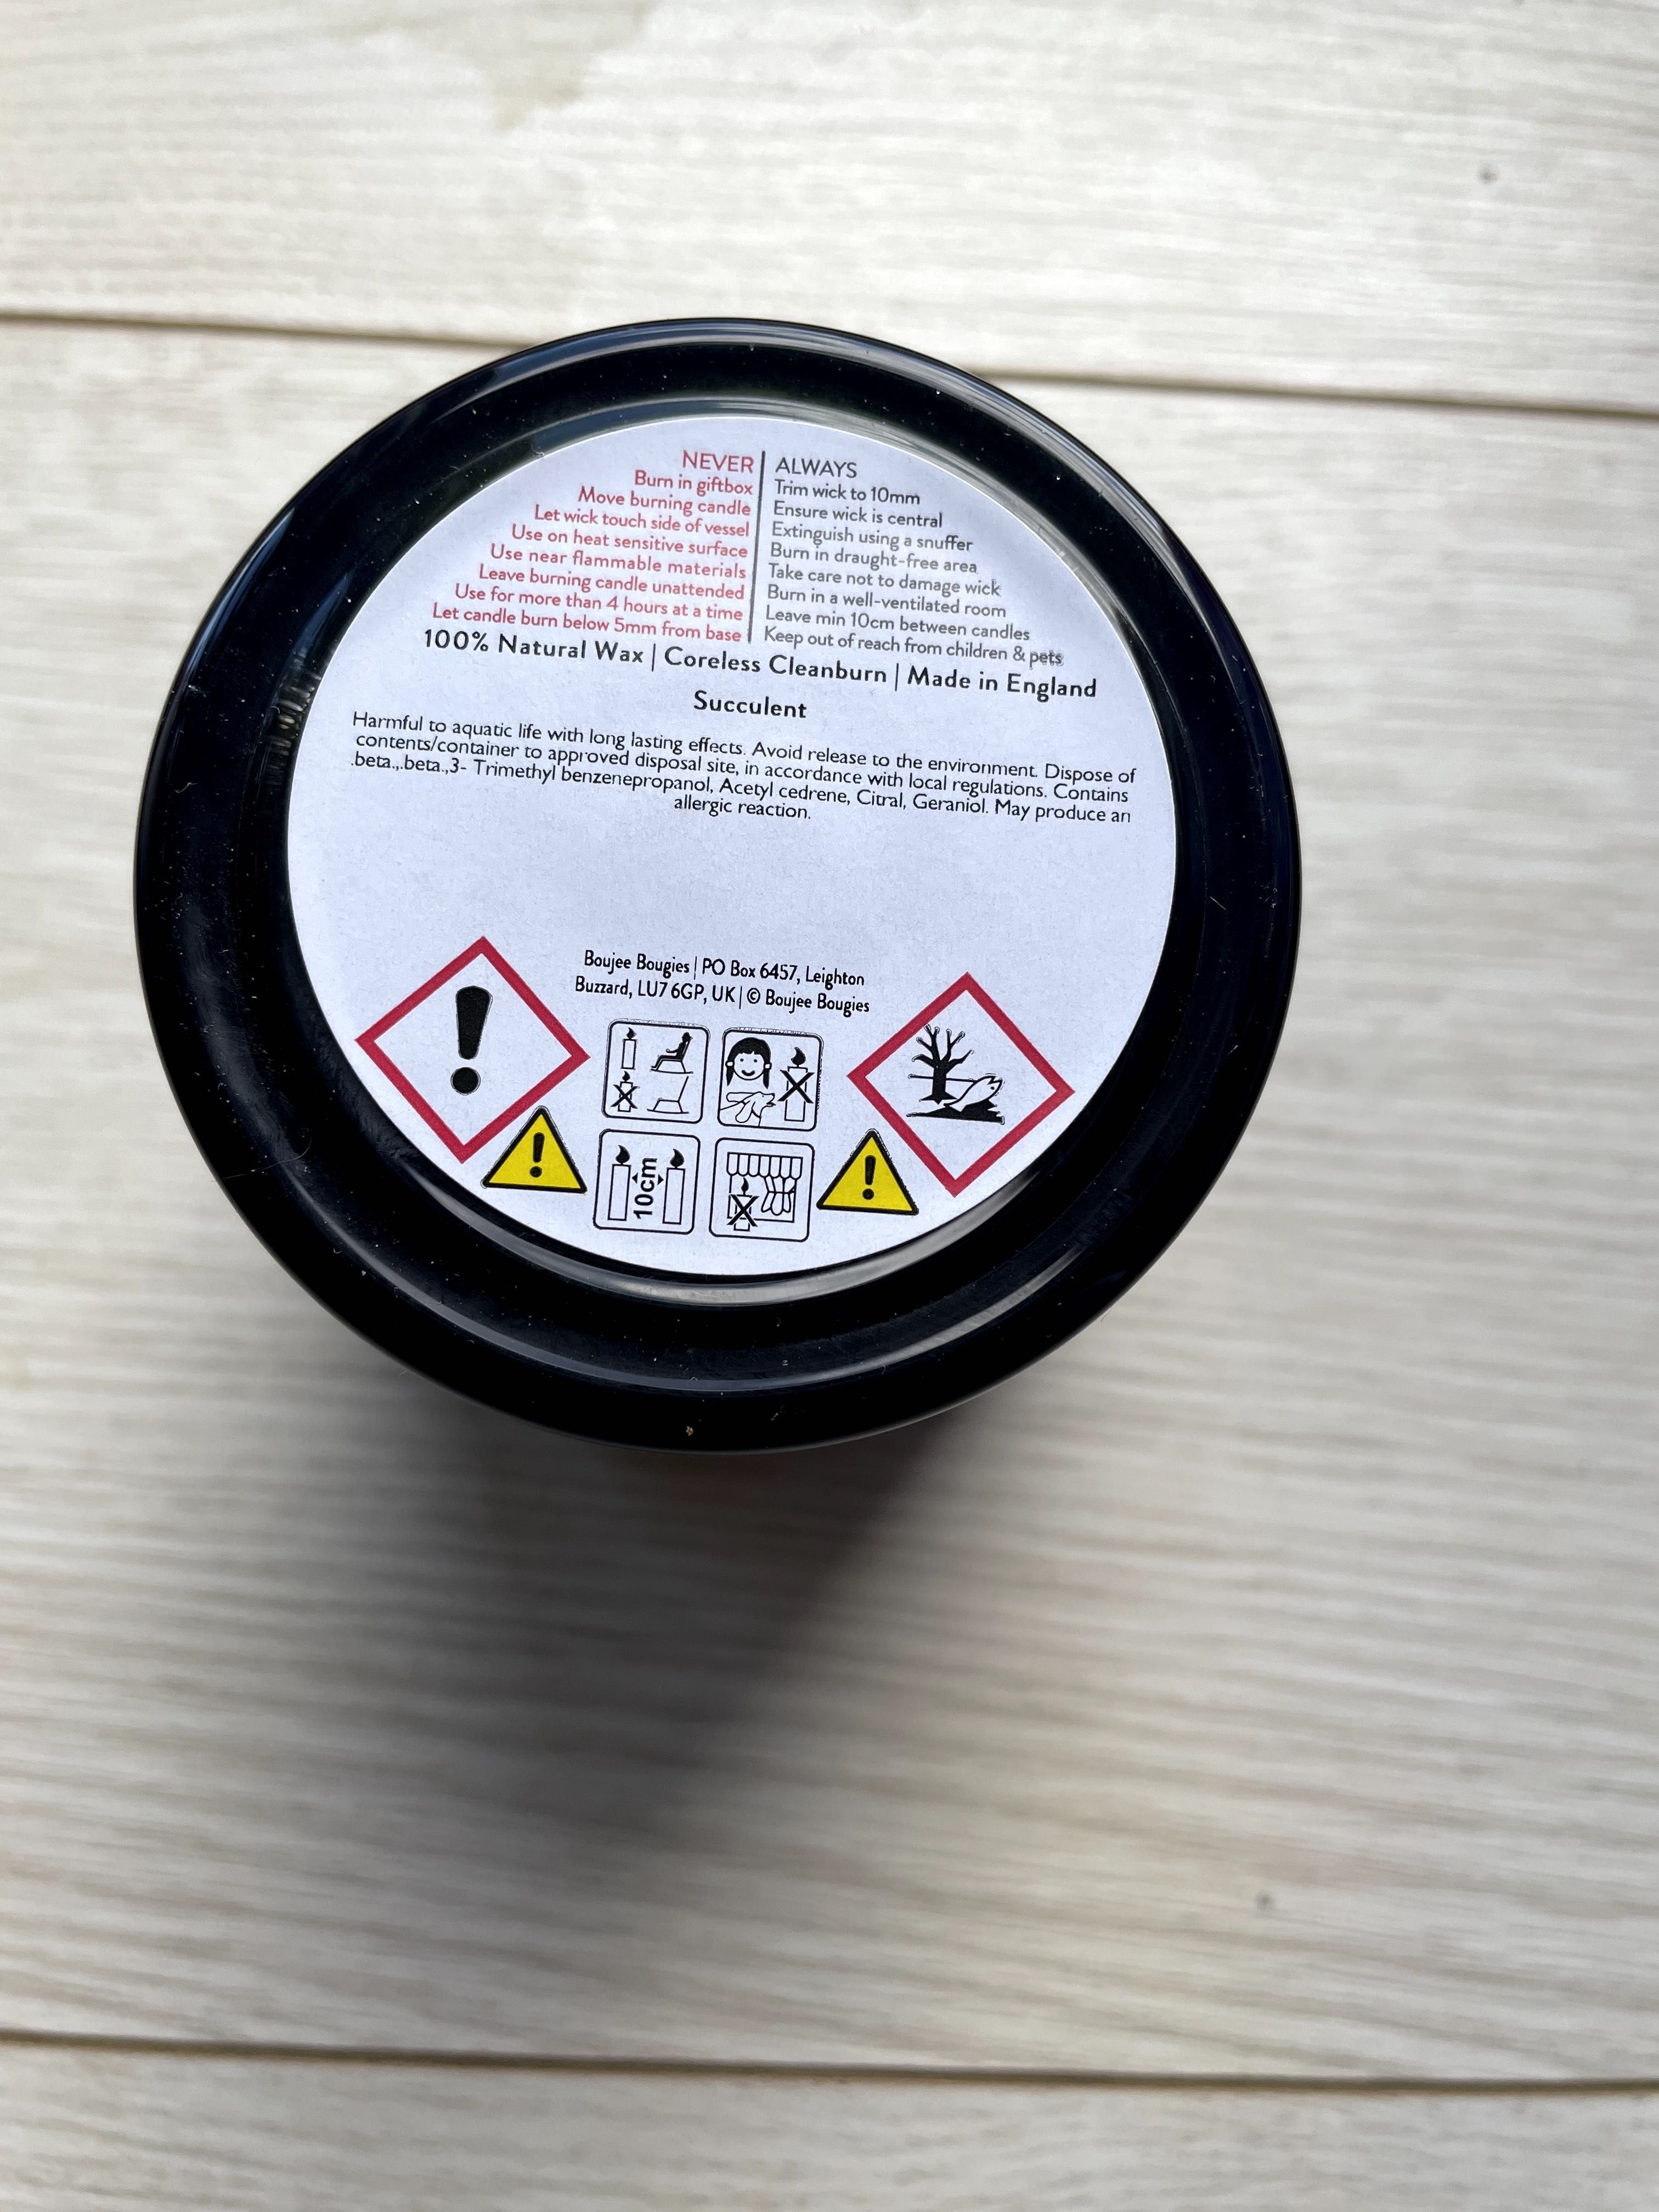 NEVER
Burn in giftbox
Move burning candle
Let wick touch side of vessel
Use on heat sensitive surface
Use near flammable materials
Leave burning candle unattended
Use for more than 4 hours at a time
Let candle burn below 5mm from base
ALWAYS
Trim wick to 10mm
Ensure wick is central
Extinguish using a snuffer
Burn in draught-free area
Take care not to damage wick
Burn in a well-ventilated room
Leave min 10cm between candles
Keep out of reach from children & pets
100% Natural Wax | Coreless Cleanburn | Made in England
Succulent
Harmful to aquatic life with long lasting effects. Avoid release to the environment. Dispose of
contents/container to approved disposal site, in accordance with local regulations. Contains
.beta.,.beta.,3- Trimethyl benzenepropanol, Acetyl cedrene, Citral, Geraniol. May produce an
allergic reaction.
Boujee Bougies | PO Box 6457, Leighton
Buzzard, LU7 6GP, UK | © Boujee Bougies
10cm